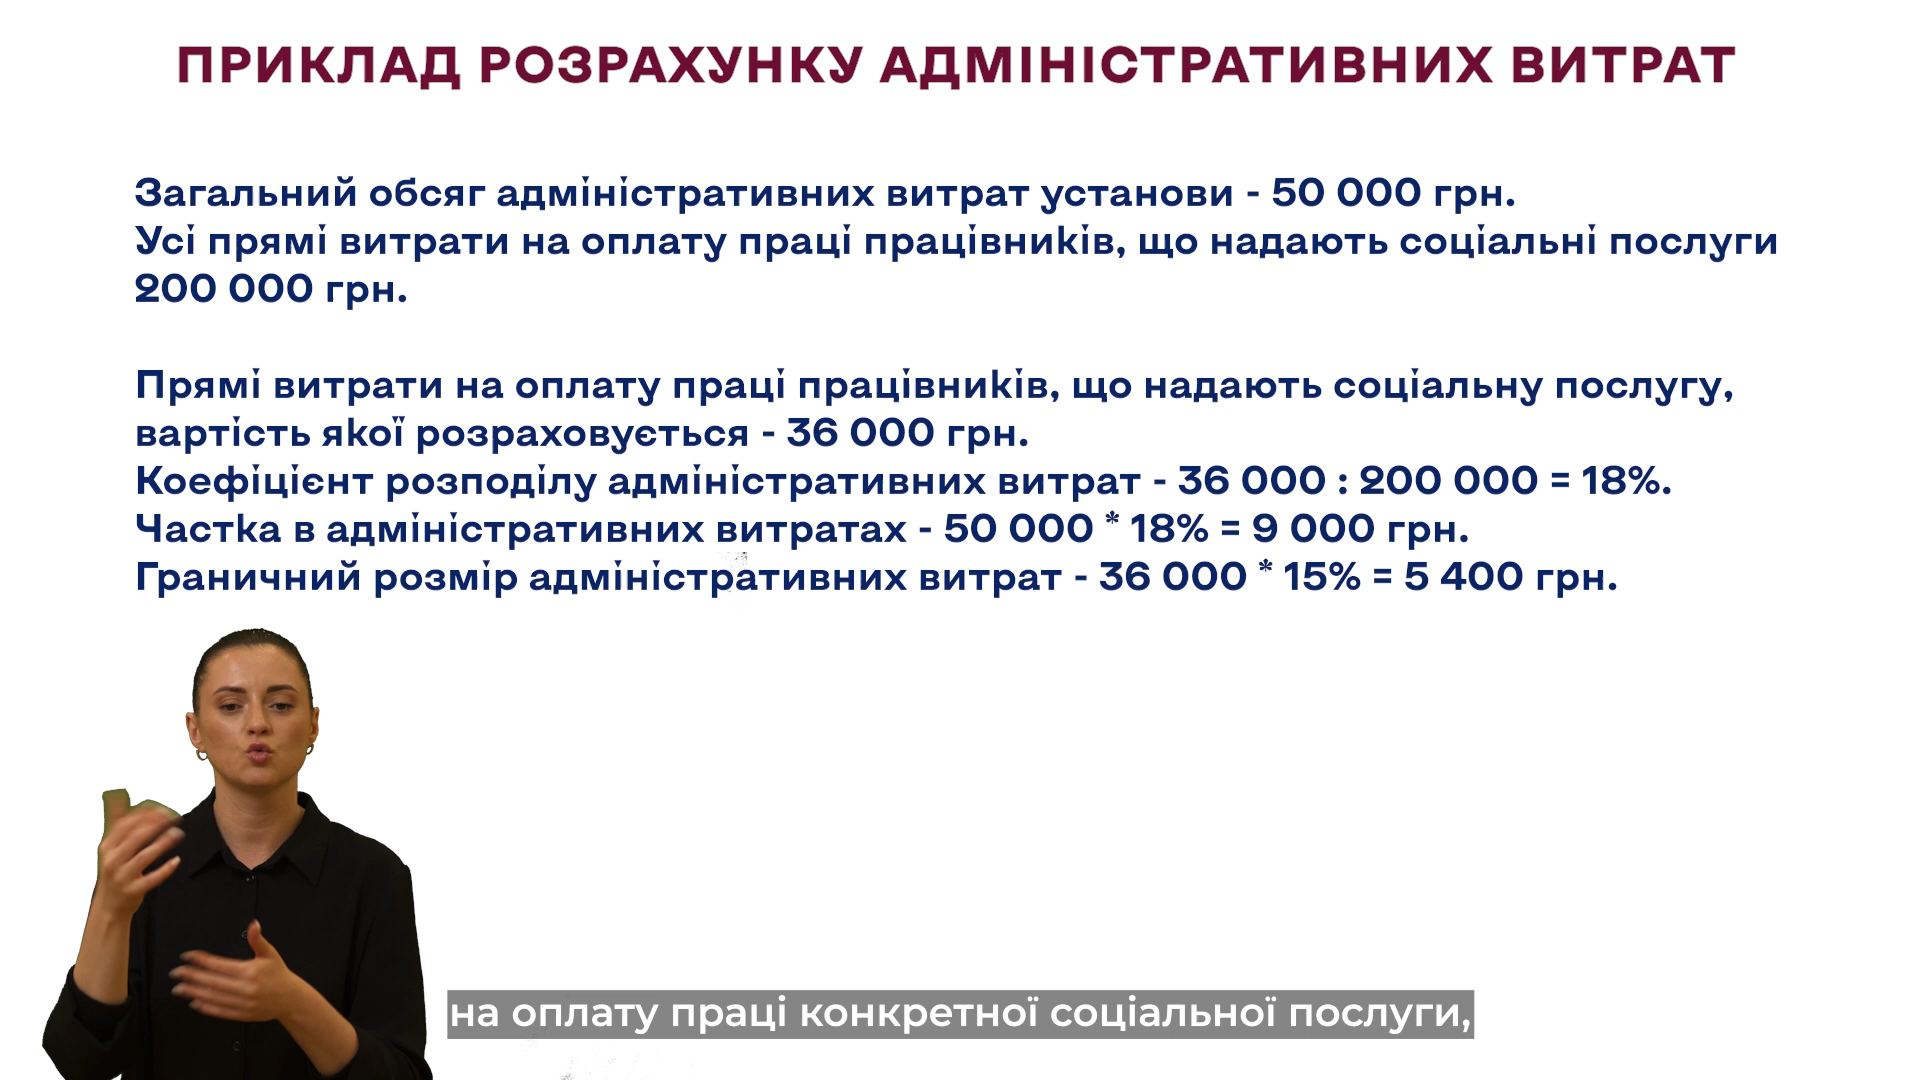 ПРИКЛАД РОЗРАХУНКУ АДМІНІСТРАТИВНИХ ВИТРАТ
Загальний обсяг адміністративних витрат установи - 50 000 грн.
Усі прямі витрати на оплату праці працівників, що надають соціальні послуги
200 000 грн.
Прямі витрати на оплату праці працівників, що надають соціальну послугу,
вартість якої розраховується - 36 000 грн.
Коефіцієнт розподілу адміністративних витрат - 36 000 : 200 000 = 18%.
Частка в адміністративних витратах - 50 000 * 18% = 9 000 грн.
Граничний розмір адміністративних витрат - 36 000 * 15% = 5 400 грн.
на оплату праці конкретної соціальної послуги,